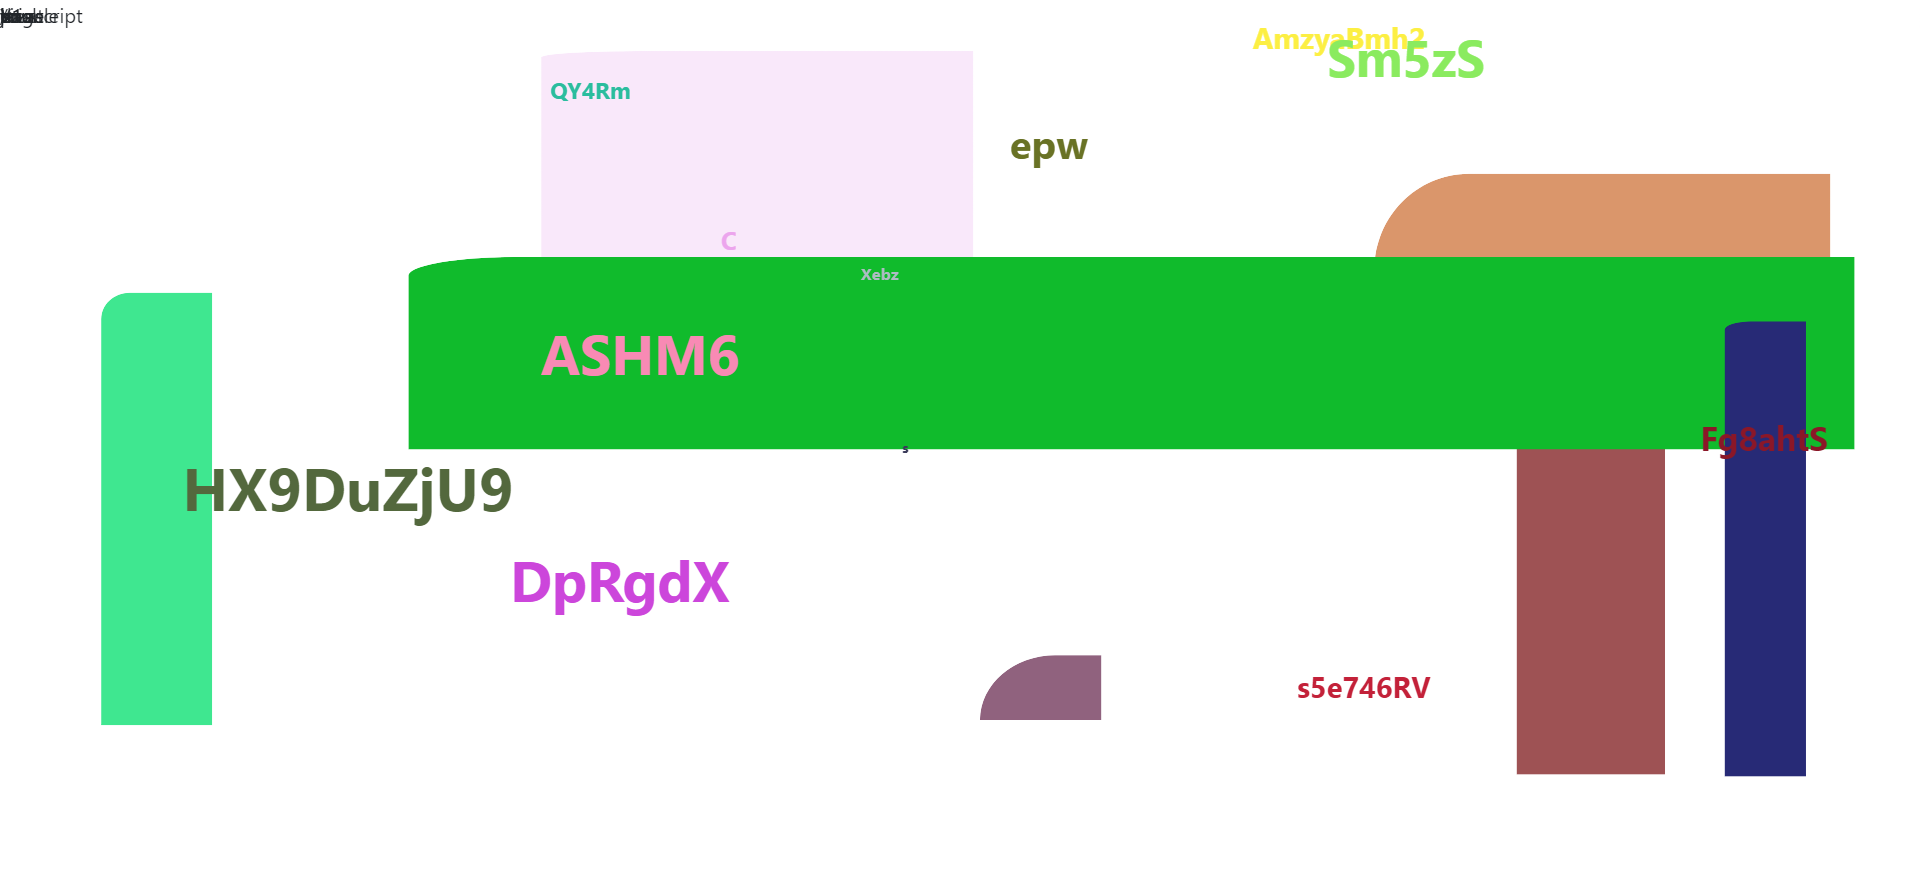 AmzyaBmh2
Sm5zS
QY4Rm
epw
C
Xebz
ASHM6
Fg8ahtS
s
HX9DuZjU9
DpRgdX
s5e746RV